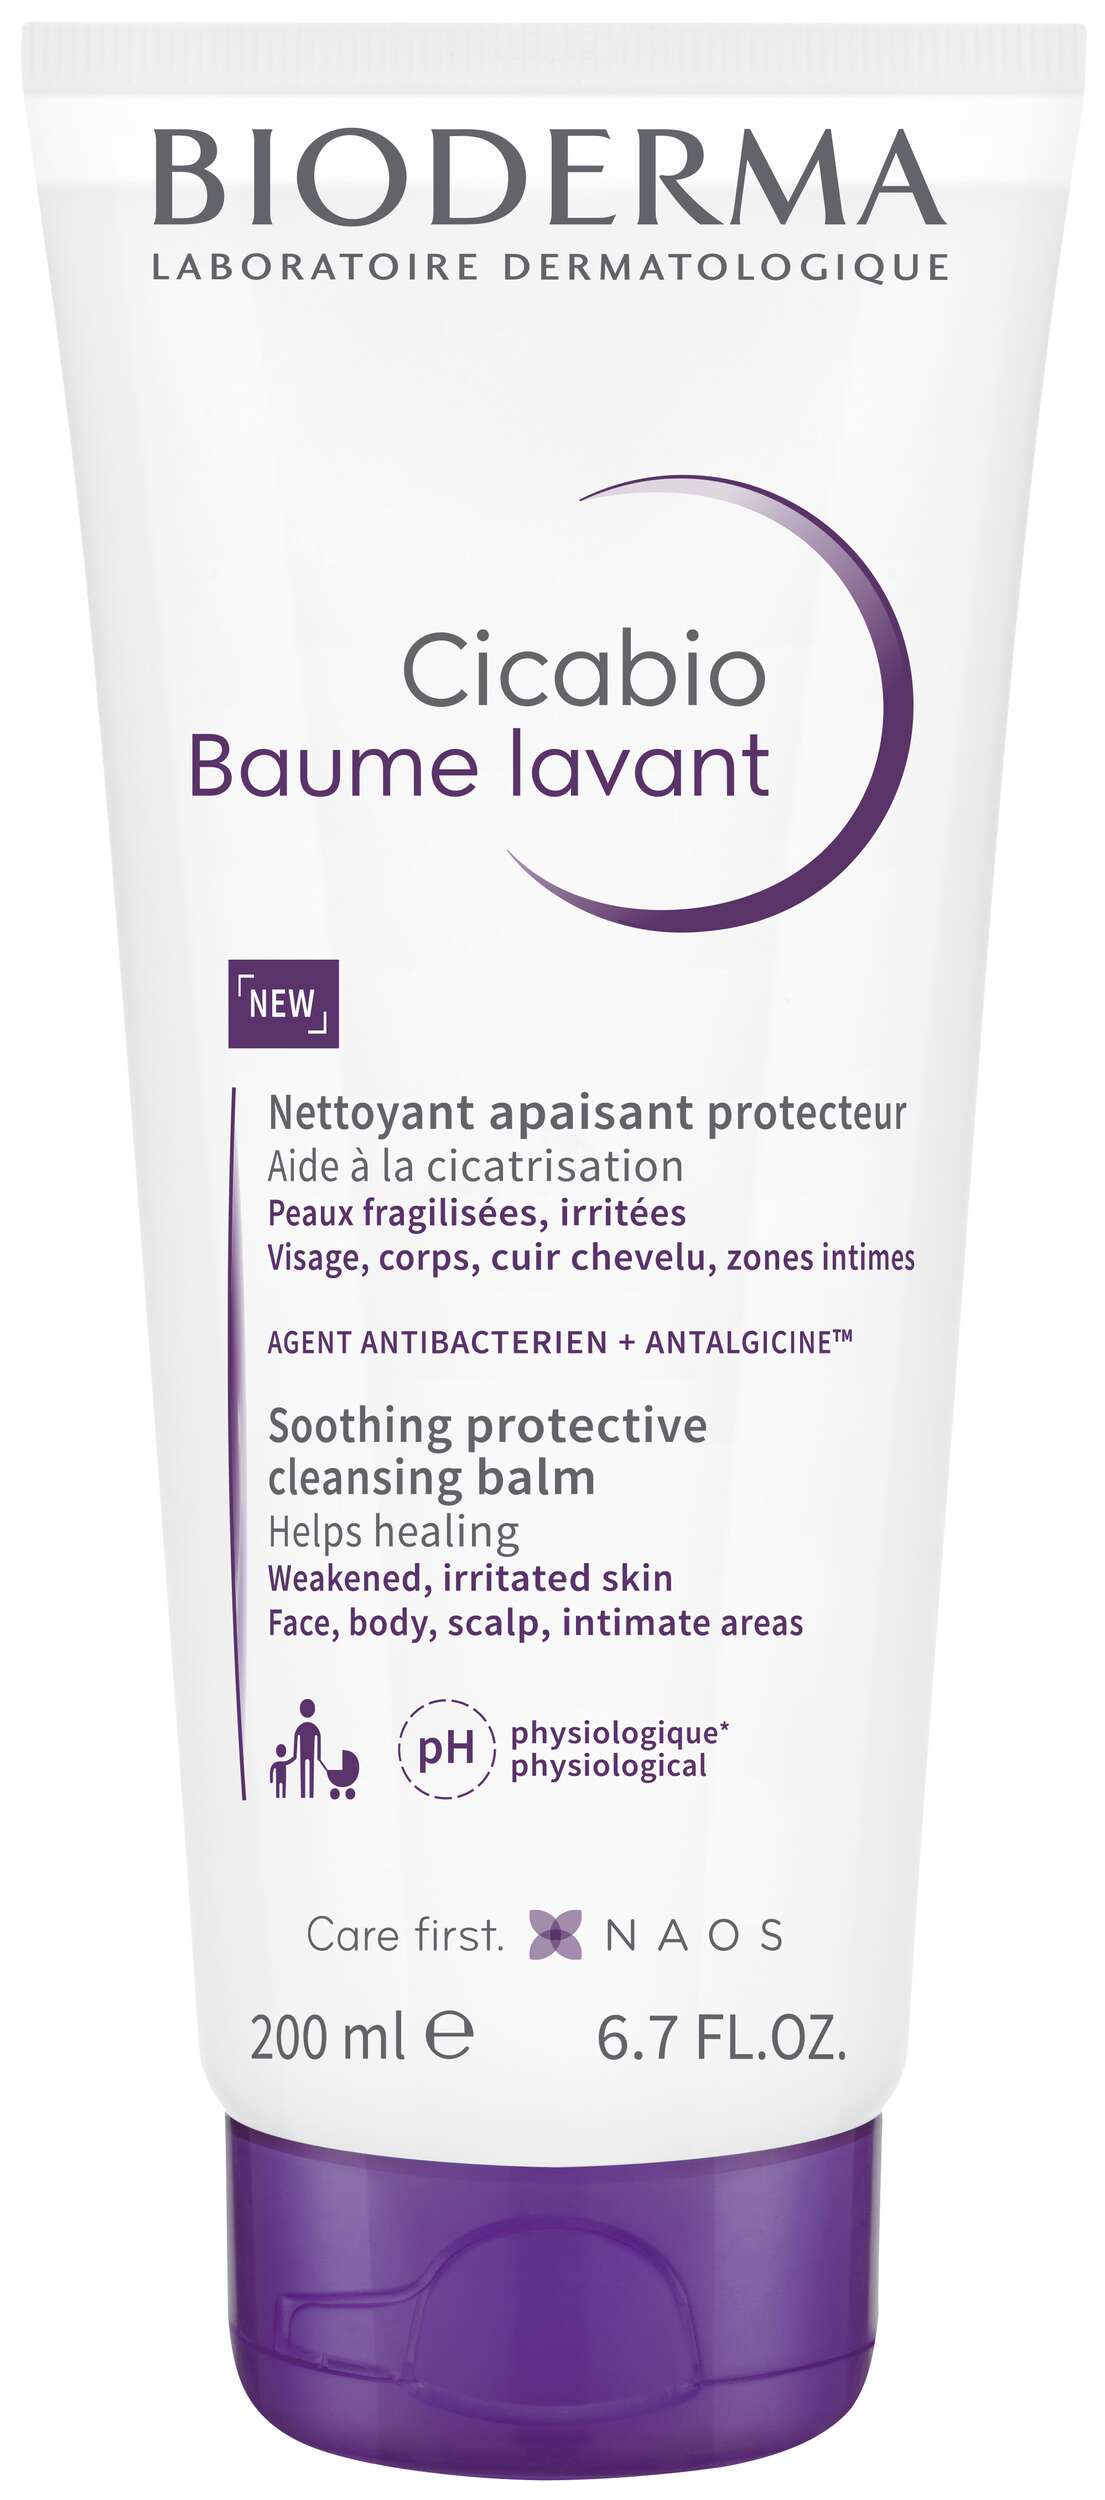 BIODERMA
LABORATOIRE DERMATOLOGIQUE
Cicabio
Baume lavant
NEW
Nettoyant apaisant protecteur
Aide à la cicatrisation
Peaux fragilisées, irritées
Visage, corps, cuir chevelu, zones intimes
AGENT ANTIBACTERIEN + ANTALGICINE™
Soothing protective
cleansing balm
Helps healing
Weakened, irritated skin
Face, body, scalp, intimate areas
pH physiologique*
physiological
Care first. NAOS
200 ml ℮ 6.7 FL.OZ.